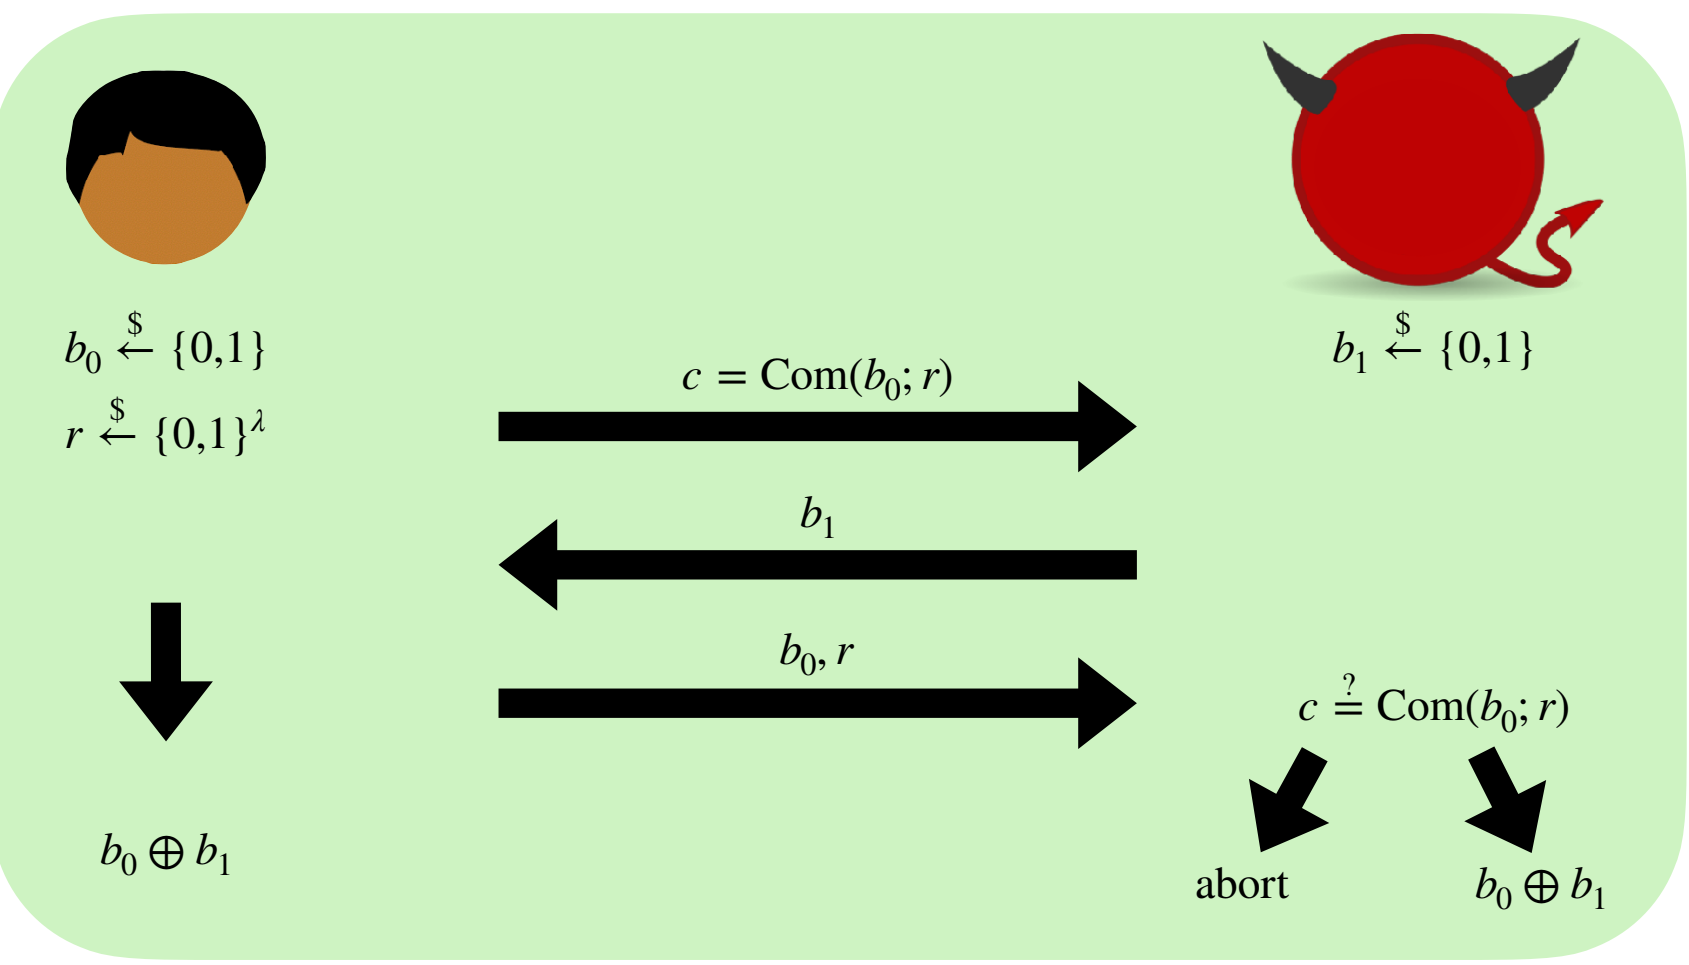 b₀ $← {0,1}
r $← {0,1}^λ
b₁ $← {0,1}
c = Com(b₀; r)
b₁
b₀, r
c ?= Com(b₀; r)
b₀ ⊕ b₁
abort
b₀ ⊕ b₁